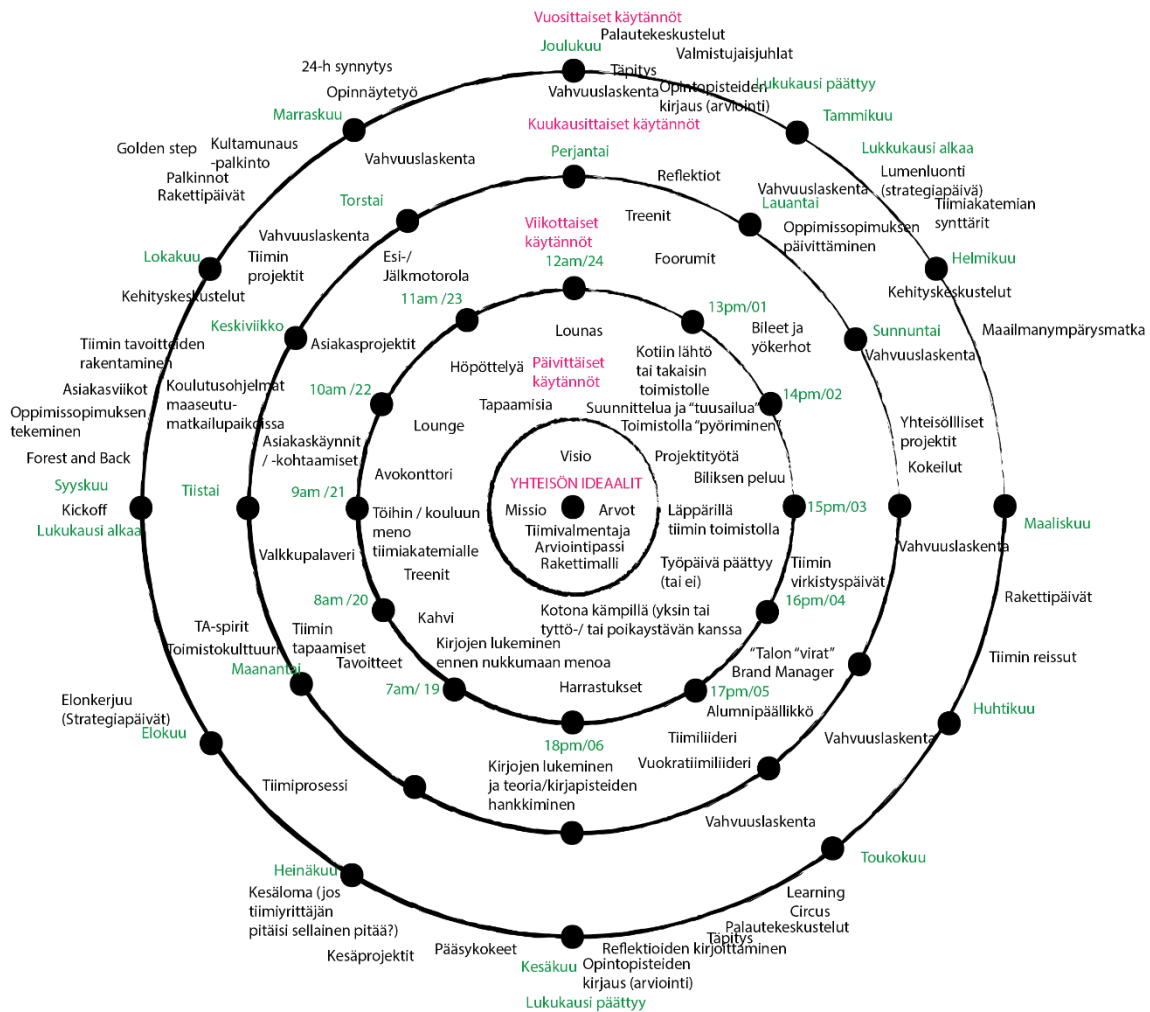 Vuosittaiset käytännöt
Palautekeskustelut
Joulukuu
Valmistujaisjuhlat
24-h synnytys
Täpitys
Opinnäytetyö
Vahvuuslaskenta
Opintopisteiden
kirjaus (arviointi)
Lukukausi päättyy
Marraskuu
Tammikuu
Kuukausittaiset käytännöt
Golden step
Kultamunaus
-palkinto
Perjantai
Lukkukausi alkaa
Vahvuuslaskenta
Palkinnot
Rakettipäivät
Reflektiot
Lumenluonti
(strategiapäivä)
Vahvuuslaskenta
Torstai
Lauantai
Tiimiakatemian
synttärit
Treenit
Viikottaiset
käytännöt
Oppimissopimuksen
päivittäminen
Vahvuuslaskenta
Lokakuu
Tiimin
projektit
Esi-/
Jälkmotorola
12am/24
Foorumit
Helmikuu
Kehityskeskustelut
11am /23
13pm/01
Kehityskeskustelut
Keskiviikko
Lounas
Bileet ja
yökerhot
Sunnuntai
Maailmanympärysmatka
Tiimin tavoitteiden
rakentaminen
Asiakasprojektit
Kotiin lähtö
tai takaisin
toimistolle
Vahvuuslaskenta
Höpöttelyä
Päivittäiset
käytännöt
Asiakasviikot
Koulutusohjelmat
maaseutu-
matkailupaikoissa
10am /22
14pm/02
Tapaamisia
Suunnittelua ja "tuusailua"
Toimistolla "pyöriminen"
Oppimissopimuksen
tekeminen
Lounge
Yhteisöllliset
projektit
Asiakaskäynnit
/ -kohtaamiset
Forest and Back
Visio
Projektityötä
Kokeilut
Avokonttori
Biliksen peluu
Syyskuu
Tiistai
9am /21
YHTEISÖN IDEAALIT
Kickoff
Töihin / kouluun
meno
tiimiakatemialle
Missio
Arvot
Läppärillä
tiimin toimistolla
15pm/03
Lukukausi alkaa
Maaliskuu
Tiimivalmentaja
Arviointipassi
Rakettimalli
Valkkupalaveri
Vahvuuslaskenta
Treenit
Työpäivä päättyy
(tai ei)
Tiimin
virkistyspäivät
8am /20
16pm/04
Rakettipäivät
Kahvi
Kotona kämpillä (yksin tai
tyttö-/ tai poikaystävän kanssa
TA-spirit
Tiimin
tapaamiset
Toimistokulttuuri
Kirjojen lukeminen
ennen nukkumaan menoa
"Talon "virat"
Brand Manager
Tiimin reissut
Maanantai
Tavoitteet
7am/ 19
Harrastukset
17pm/05
Elonkerjuu
(Strategiapäivät)
Alumnipäällikkö
Huhtikuu
Elokuu
18pm/06
Tiimiliideri
Vahvuuslaskenta
Kirjojen lukeminen
ja teoria/kirjapisteiden
hankkiminen
Vuokratiimiliideri
Tiimiprosessi
Vahvuuslaskenta
Toukokuu
Heinäkuu
Kesäloma (jos
tiimiyrittäjän
pitäisi sellainen pitää?)
Learning
Circus
Palautekeskustelut
Täpitys
Kesäprojektit
Pääsykokeet
Reflektioiden kirjoittaminen
Kesäkuu
Opintopisteiden
kirjaus (arviointi)
Lukukausi päättyy